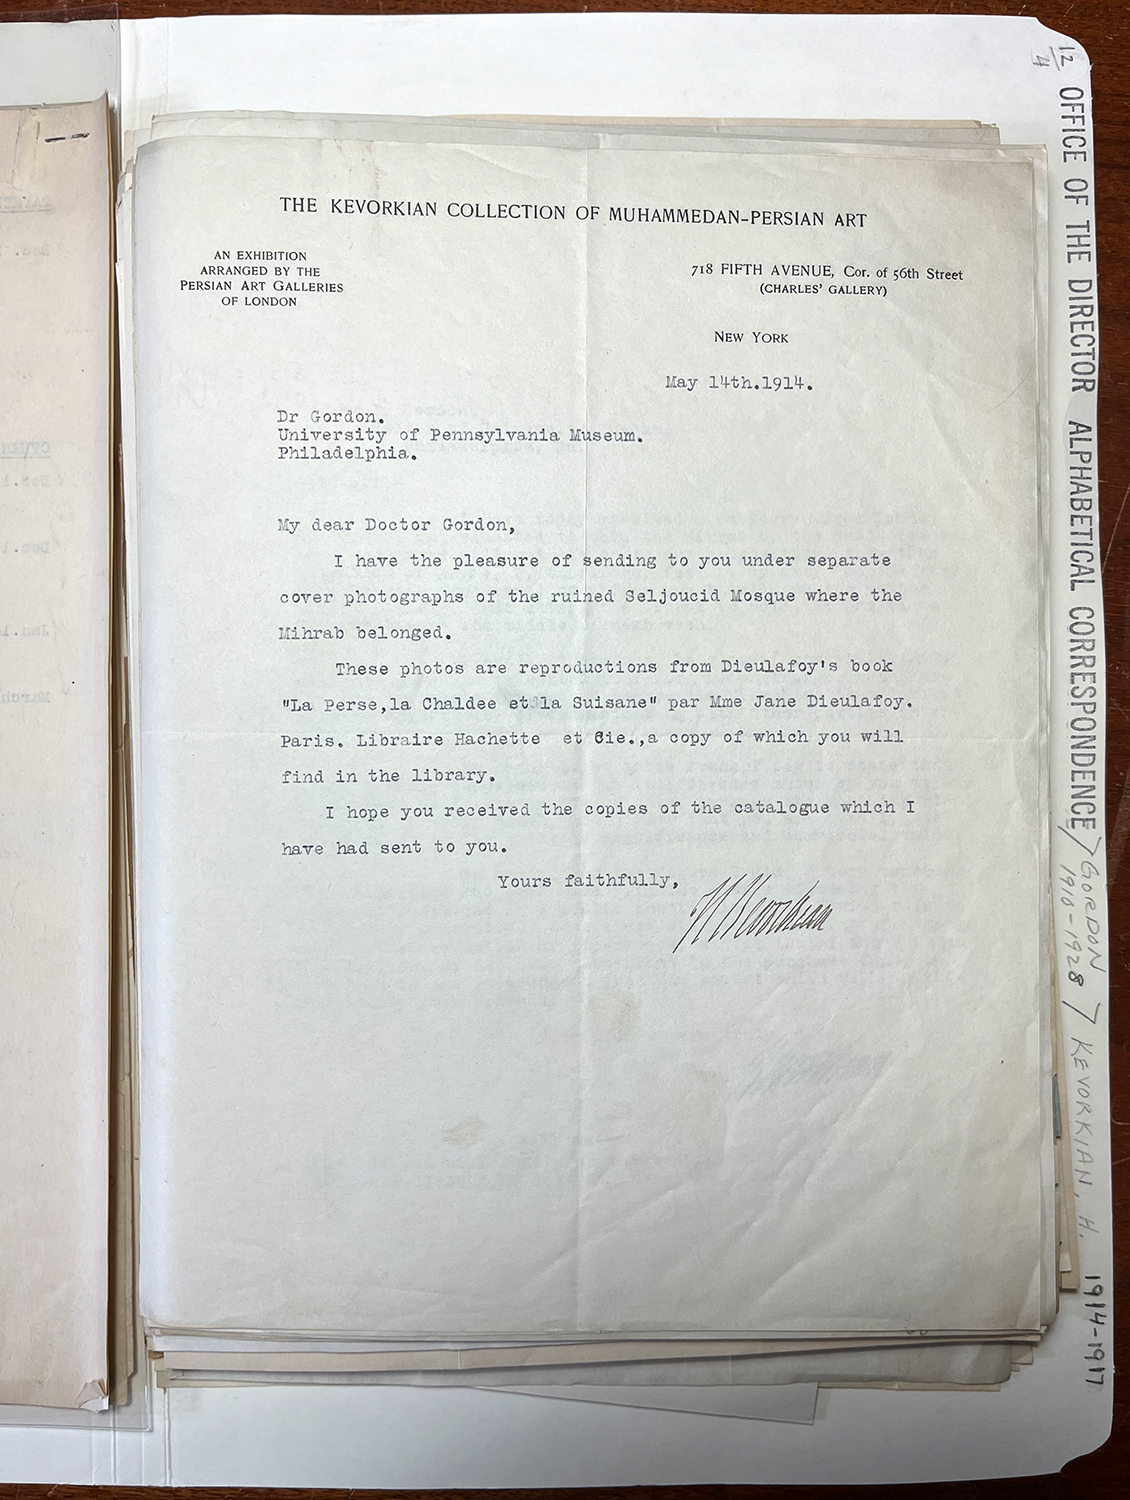 THE KEVORKIAN COLLECTION OF MUHAMMEDAN-PERSIAN ART
AN EXHIBITION
ARRANGED BY THE
PERSIAN ART GALLERIES
OF LONDON
718 FIFTH AVENUE, Cor. of 56th Street
(CHARLES' GALLERY)
NEW YORK
May 14th.1914.
Dr Gordon.
University of Pennsylvania Museum.
Philadelphia.
My dear Doctor Gordon,
I have the pleasure of sending to you under separate
cover photographs of the ruined Seljoucid Mosque where the
Mihrab belonged.
These photos are reproductions from Dieulafoy's book
"La Perse,la Chaldee et la Suisane" par Mme Jane Dieulafoy.
Paris. Libraire Hachette et Cie.,a copy of which you will
find in the library.
I hope you received the copies of the catalogue which I
have had sent to you.
Yours faithfully,
H Kevorkian
12/4
OFFICE OF THE DIRECTOR ALPHABETICAL CORRESPONDENCE / GORDON 1910-1928 / KEVORKIAN, H. 1914-1917